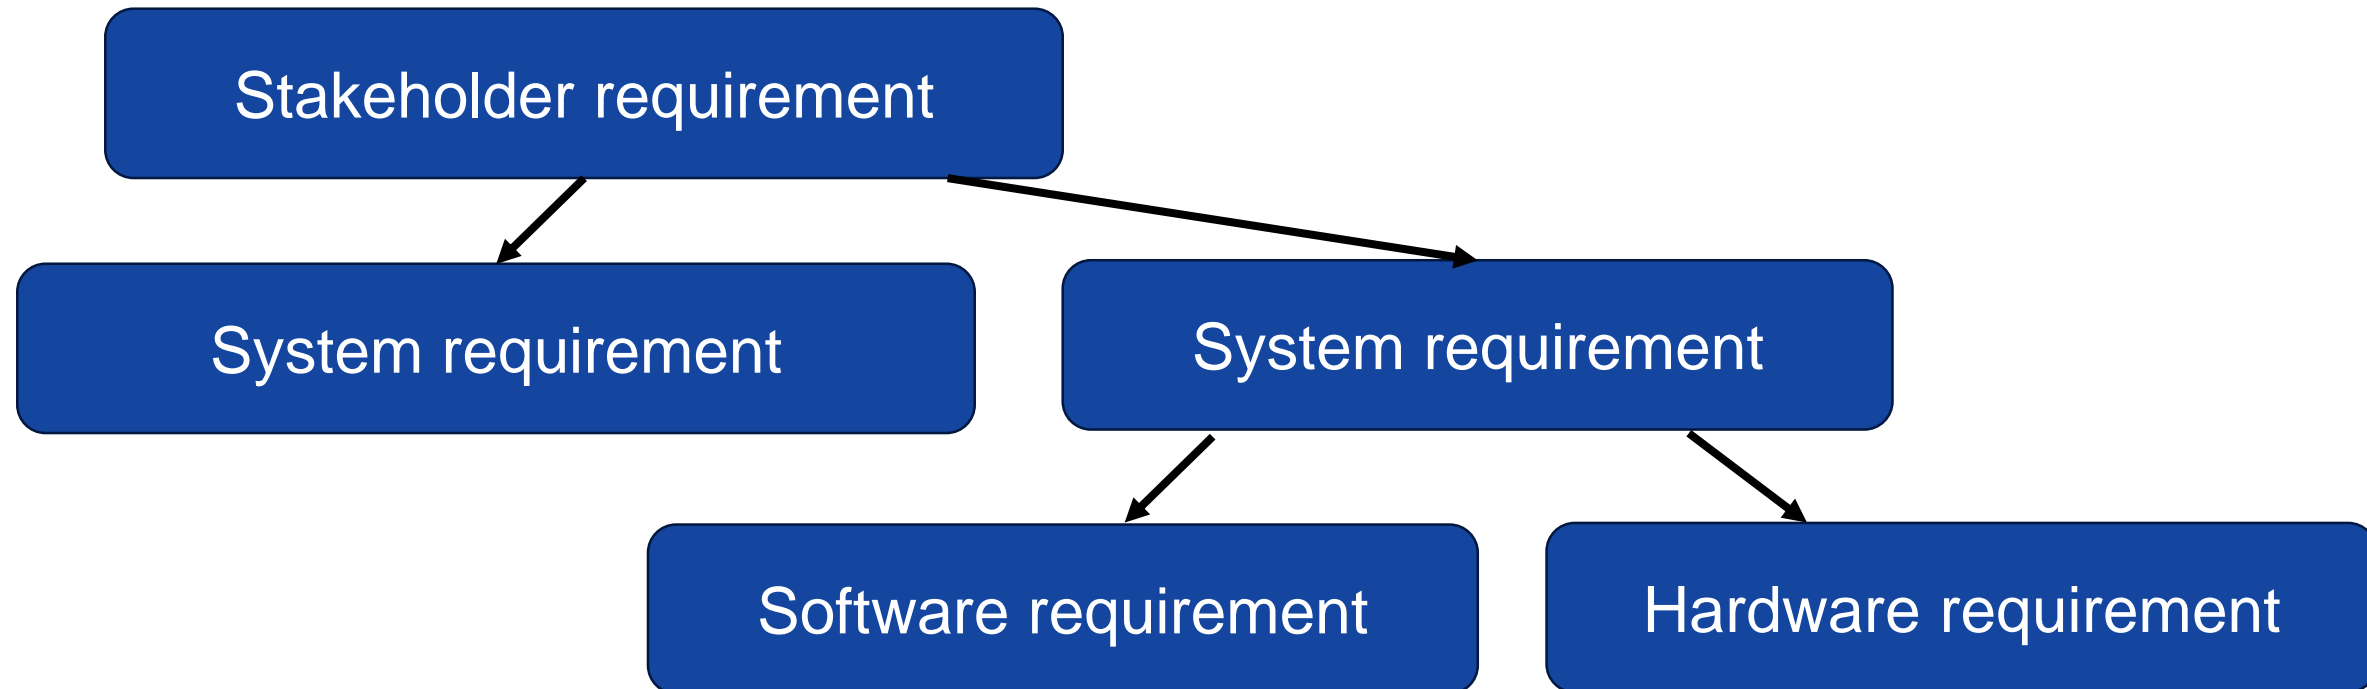 Stakeholder requirement
System requirement
System requirement
Software requirement
Hardware requirement